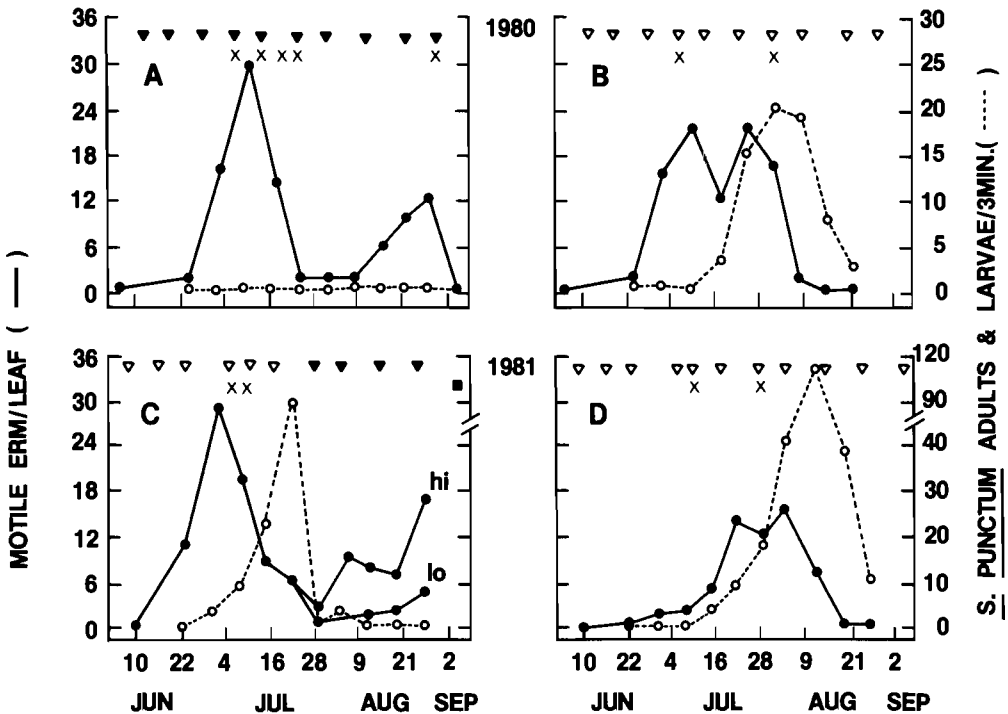 1980
1981
MOTILE ERM/LEAF ( — )
S. PUNCTUM ADULTS & LARVAE/3MIN.( ----- )
A
36
30
24
18
12
6
0
B
30
25
20
15
10
5
0
C
36
30
24
18
12
6
0
hi
lo
D
120
90
40
30
20
10
0
10 22 4 16 28 9 21 2
JUN JUL AUG SEP
10 22 4 16 28 9 21 2
JUN JUL AUG SEP